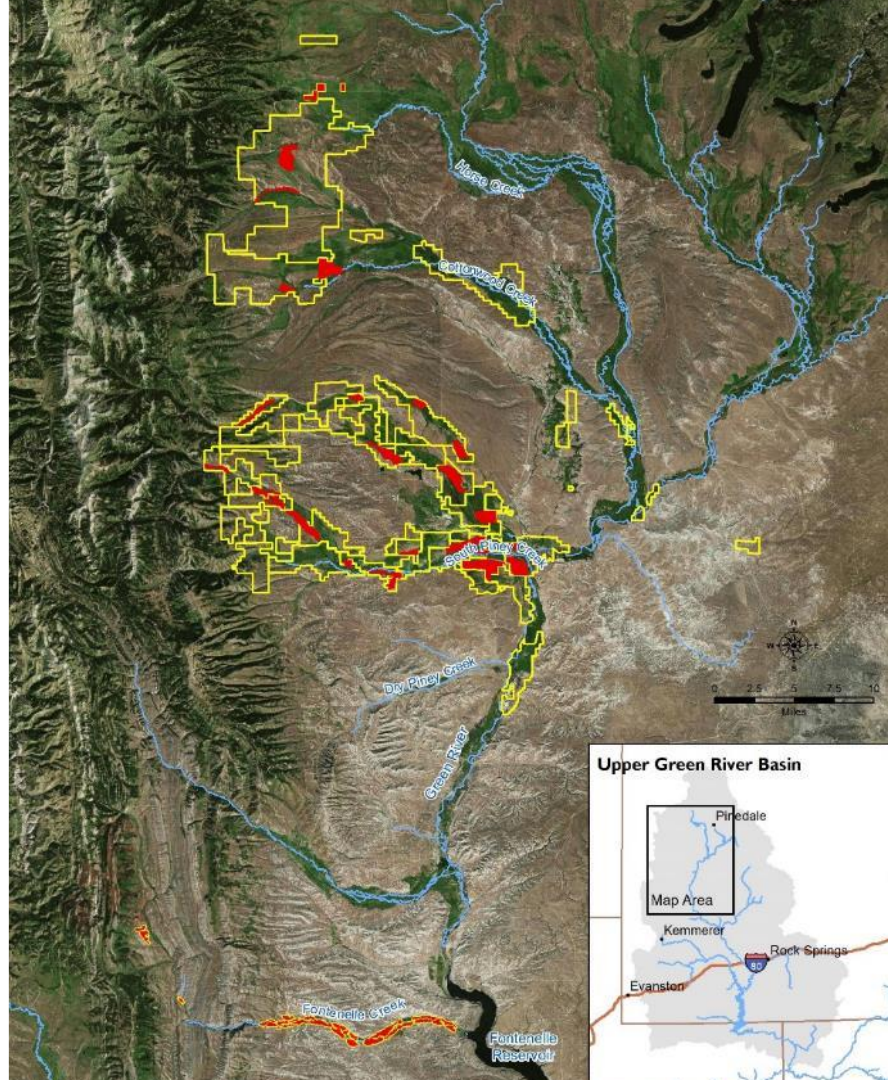 Horse Creek
Cottonwood Creek
South Piney Creek
Dry Piney Creek
Green River
Fontenelle Creek
Fontenelle
Reservoir
N
W
E
S
0 2.5 5 7.5 10
Miles
Upper Green River Basin
Pinedale
Map Area
Kemmerer
Rock Springs
80
Evanston